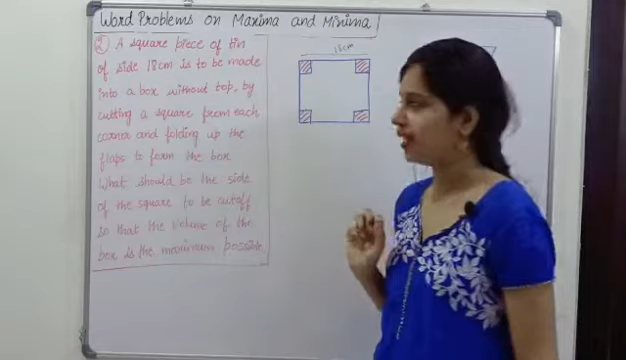 Word Problems on Maxima and Minima
2) A square piece of tin
of side 18cm is to be made
into a box without top, by
cutting a square from each
corner and folding up the
flaps to form the box
What should be the side
of the square to be cutoff
so that the volume of the
box is the maximum possible
18cm